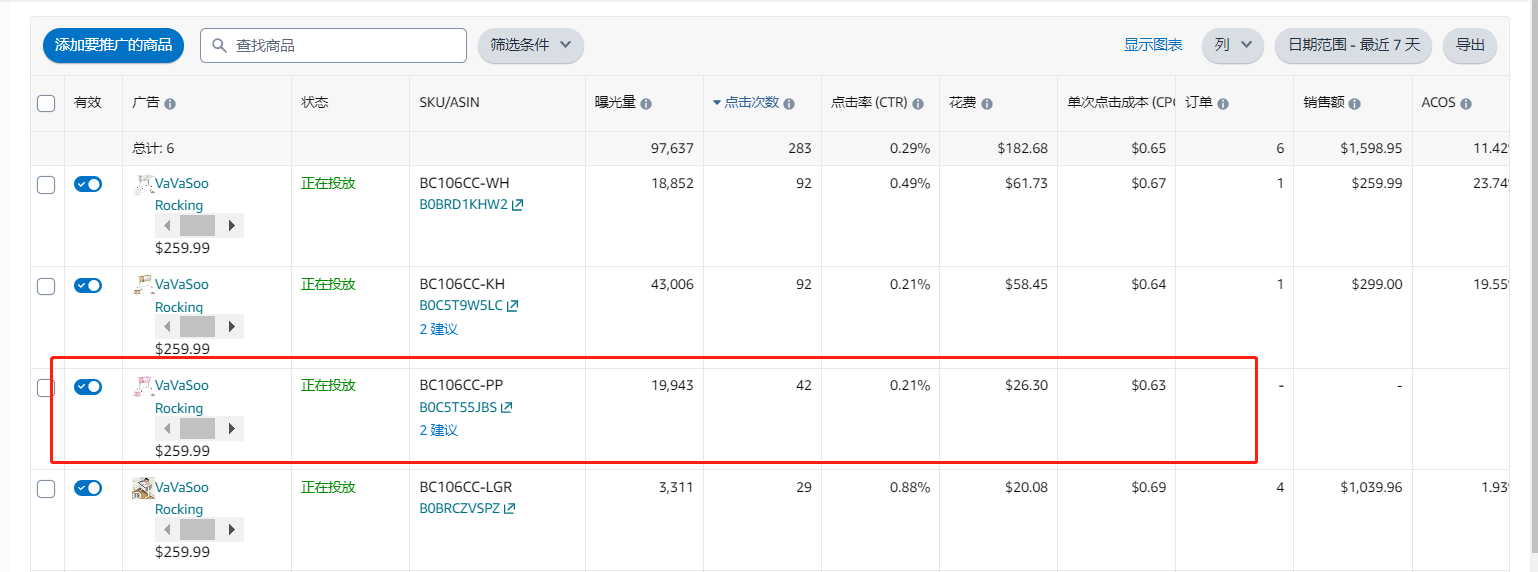 添加要推广的商品 查找商品 筛选条件 显示图表 列 日期范围 - 最近 7 天 导出
有效 广告 状态 SKU/ASIN 曝光量 点击次数 点击率 (CTR) 花费 单次点击成本 (CPC 订单 销售额 ACOS
总计: 6 97,637 283 0.29% $182.68 $0.65 6 $1,598.95 11.42%
VaVaSoo 正在投放 BC106CC-WH 18,852 92 0.49% $61.73 $0.67 1 $259.99 23.74%
Rocking B0BRD1KHW2
$259.99
VaVaSoo 正在投放 BC106CC-KH 43,006 92 0.21% $58.45 $0.64 1 $299.00 19.55%
Rocking B0C5T9W5LC
2 建议
$259.99
VaVaSoo 正在投放 BC106CC-PP 19,943 42 0.21% $26.30 $0.63 - -
Rocking B0C5T55JBS
2 建议
$259.99
VaVaSoo 正在投放 BC106CC-LGR 3,311 29 0.88% $20.08 $0.69 4 $1,039.96 1.93%
Rocking B0BRCZVSPZ
$259.99